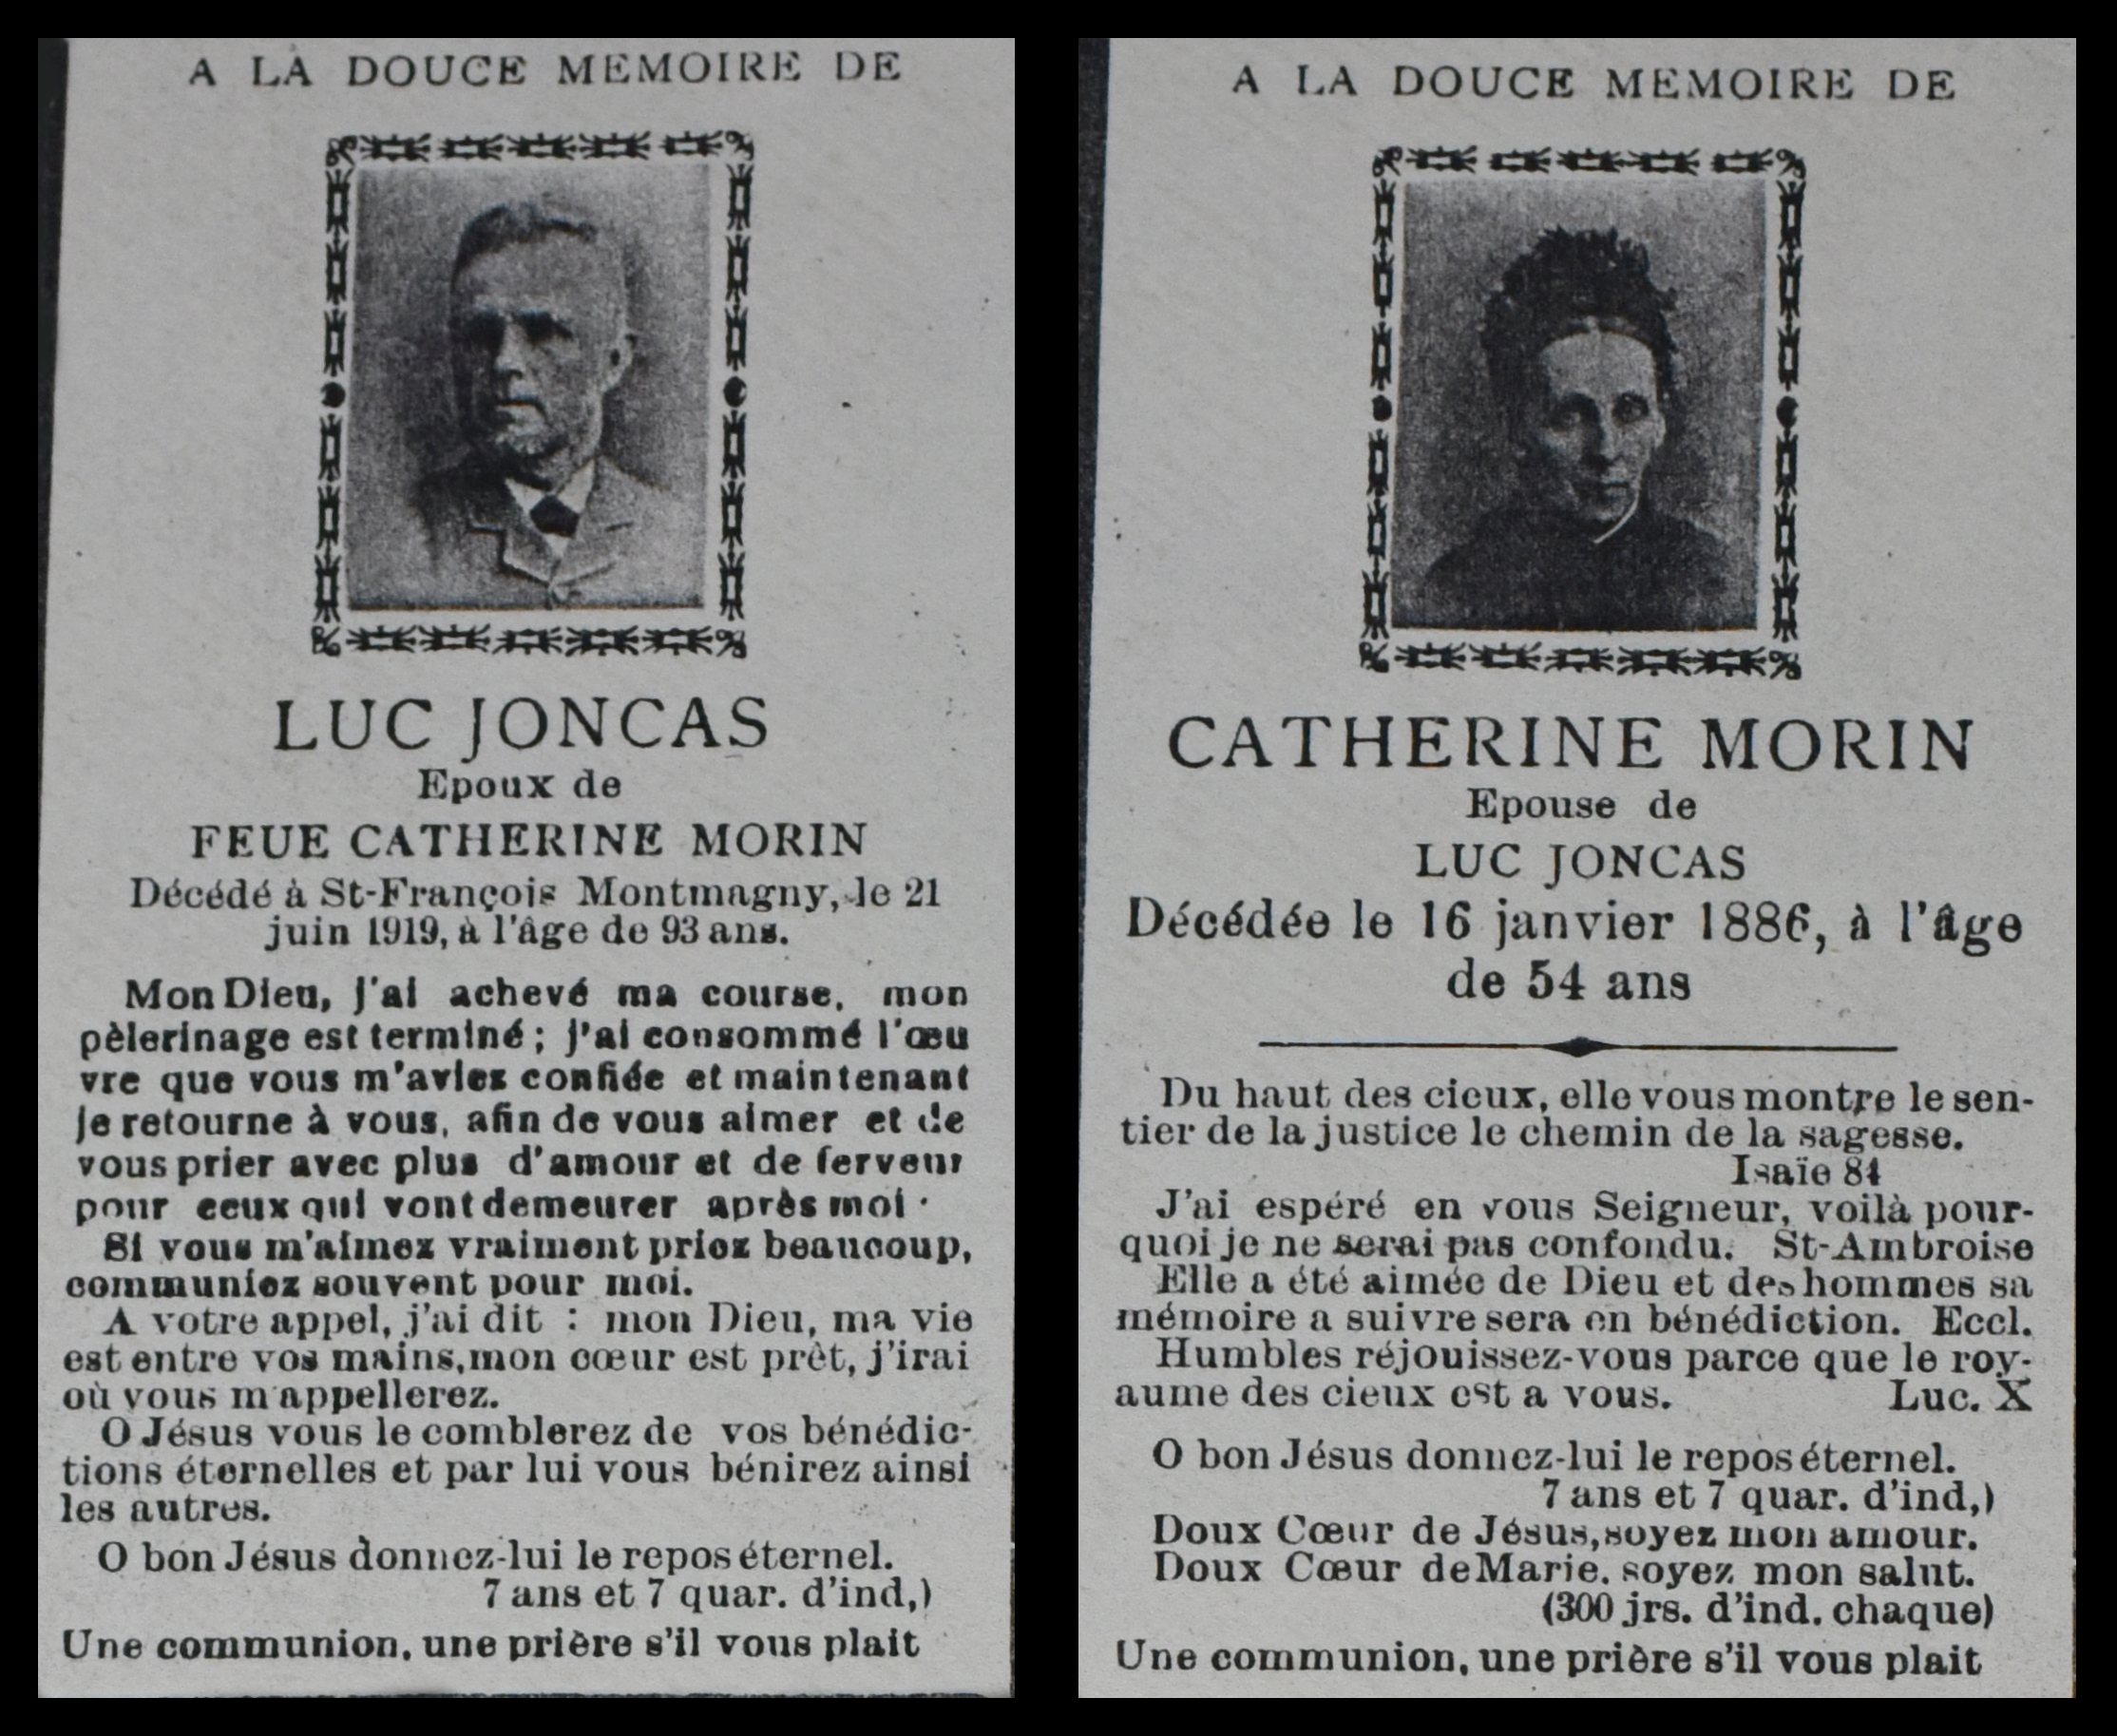 A LA DOUCE MEMOIRE DE
LUC JONCAS
Epoux de
FEUE CATHERINE MORIN
Décédé à St-François Montmagny, le 21
juin 1919, à l'âge de 93 ans.
Mon Dieu, j'ai achevé ma course, mon
pèlerinage est terminé ; j'ai consommé l'œu
vre que vous m'aviez confiée et maintenant
je retourne à vous, afin de vous aimer et de
vous prier avec plus d'amour et de ferveur
pour ceux qui vont demeurer après moi ·
Si vous m'aimez vraiment priez beaucoup,
communiez souvent pour moi.
A votre appel, j'ai dit : mon Dieu, ma vie
est entre vos mains, mon cœur est prêt, j'irai
où vous m'appellerez.
O Jésus vous le comblerez de vos bénédic-
tions éternelles et par lui vous bénirez ainsi
les autres.
O bon Jésus donnez-lui le repos éternel.
7 ans et 7 quar. d'ind,)
Une communion, une prière s'il vous plait
A LA DOUCE MEMOIRE DE
CATHERINE MORIN
Epouse de
LUC JONCAS
Décédée le 16 janvier 1886, à l'âge
de 54 ans
Du haut des cieux, elle vous montre le sen-
tier de la justice le chemin de la sagesse.
Isaïe 84
J'ai espéré en vous Seigneur, voilà pour-
quoi je ne serai pas confondu. St-Ambroise
Elle a été aimée de Dieu et des hommes sa
mémoire a suivre sera en bénédiction. Eccl.
Humbles réjouissez-vous parce que le roy-
aume des cieux est a vous. Luc. X
O bon Jésus donnez-lui le repos éternel.
7 ans et 7 quar. d'ind,)
Doux Cœur de Jésus, soyez mon amour.
Doux Cœur de Marie. soyez mon salut.
(300 jrs. d'ind. chaque)
Une communion, une prière s'il vous plait